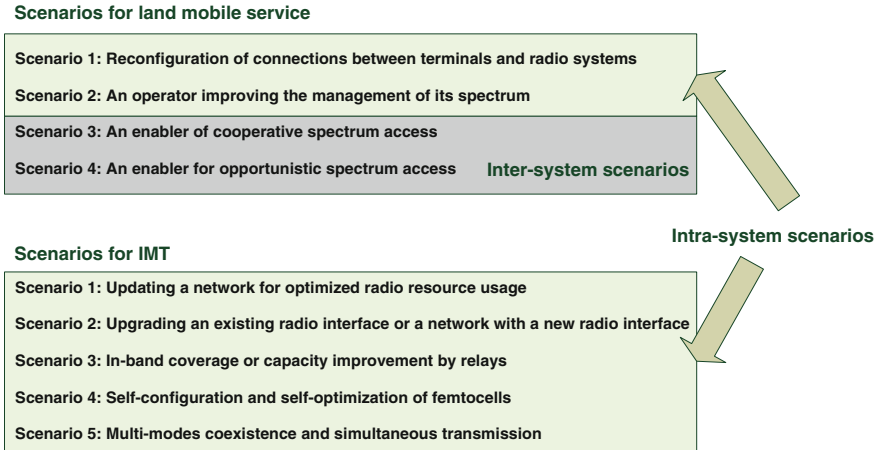 Scenarios for land mobile service
Scenario 1: Reconfiguration of connections between terminals and radio systems
Scenario 2: An operator improving the management of its spectrum
Scenario 3: An enabler of cooperative spectrum access
Scenario 4: An enabler for opportunistic spectrum access
Inter-system scenarios
Intra-system scenarios
Scenarios for IMT
Scenario 1: Updating a network for optimized radio resource usage
Scenario 2: Upgrading an existing radio interface or a network with a new radio interface
Scenario 3: In-band coverage or capacity improvement by relays
Scenario 4: Self-configuration and self-optimization of femtocells
Scenario 5: Multi-modes coexistence and simultaneous transmission